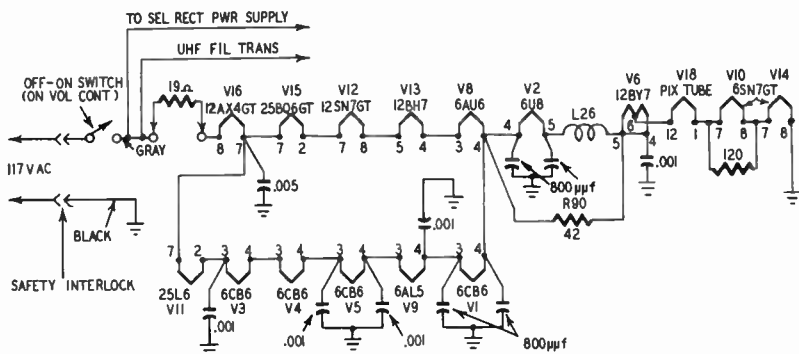 TO SEL RECT PWR SUPPLY
UHF FIL TRANS
OFF-ON SWITCH
(ON VOL CONT)
19Ω
GRAY
117 V AC
BLACK
SAFETY INTERLOCK
V16
12AX4GT
8 7
V15
25BQ6GT
7 2
V12
12SN7GT
7 8
V13
12BH7
5 4
V8
6AU6
3 4
V2
6U8
4 5
L26
V6
12BY7
5 6 4
V18
PIX TUBE
12 1
V10
6SN7GT
7 8
V14
7 8
.005
800μμf
.001
120
R90
42
.001
7 2
25L6
V11
3 4
6CB6
V3
3 4
6CB6
V4
3 4
6CB6
V5
3 4
6AL5
V9
3 4
6CB6
V1
.001
.001
.001
800μμf